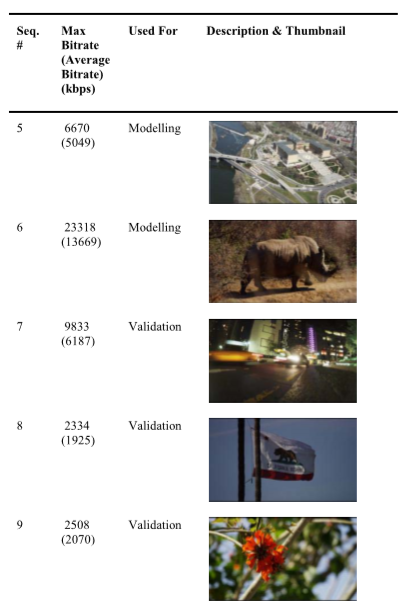 Seq. # Max Bitrate (Average Bitrate) (kbps) Used For Description & Thumbnail
5 6670 (5049) Modelling
6 23318 (13669) Modelling
7 9833 (6187) Validation
8 2334 (1925) Validation
9 2508 (2070) Validation